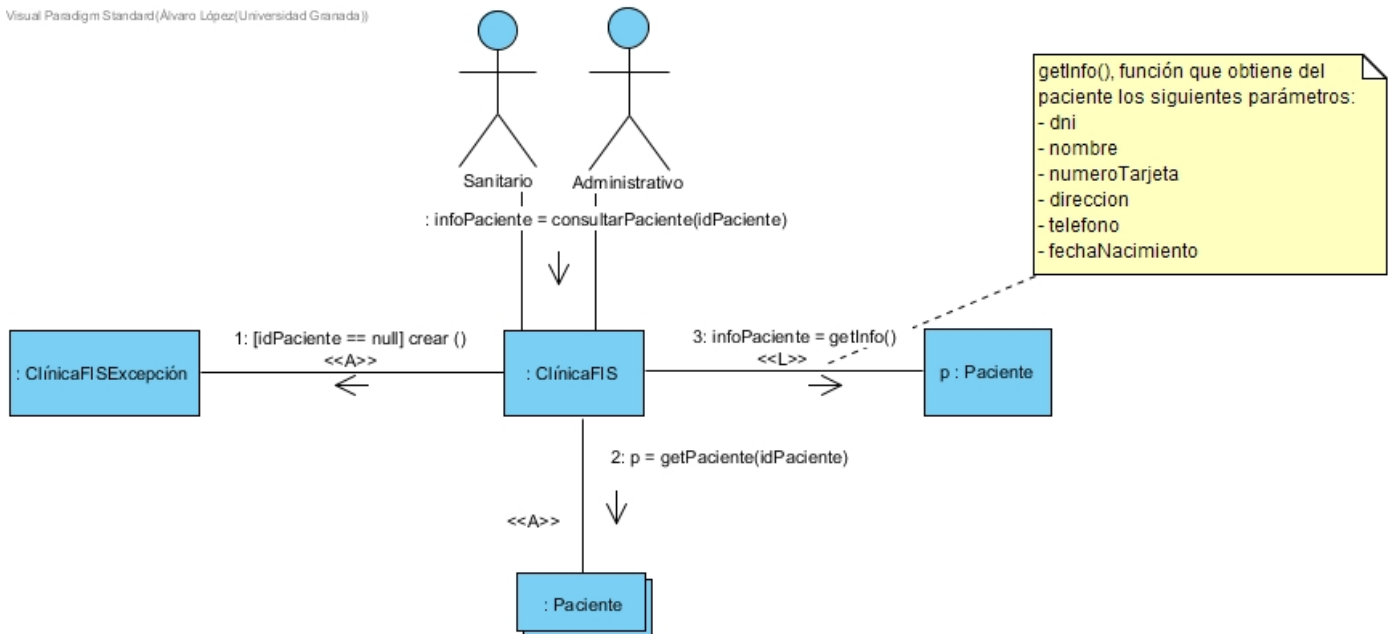 Visual Paradigm Standard(Álvaro López(Universidad Granada))
Sanitario
Administrativo
: infoPaciente = consultarPaciente(idPaciente)
getInfo(), función que obtiene del
paciente los siguientes parámetros:
- dni
- nombre
- numeroTarjeta
- direccion
- telefono
- fechaNacimiento
1: [idPaciente == null] crear ()
<<A>>
3: infoPaciente = getInfo()
<<L>>
: ClínicaFISExcepción
: ClínicaFIS
p : Paciente
2: p = getPaciente(idPaciente)
<<A>>
: Paciente